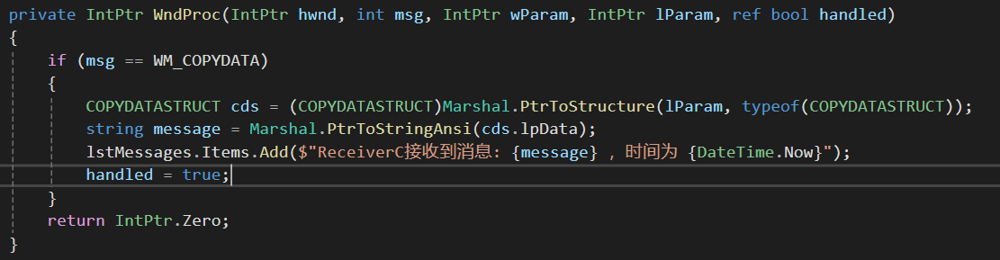 private IntPtr WndProc(IntPtr hwnd, int msg, IntPtr wParam, IntPtr lParam, ref bool handled)
{
    if (msg == WM_COPYDATA)
    {
        COPYDATASTRUCT cds = (COPYDATASTRUCT)Marshal.PtrToStructure(lParam, typeof(COPYDATASTRUCT));
        string message = Marshal.PtrToStringAnsi(cds.lpData);
        lstMessages.Items.Add($"ReceiverC接收到消息: {message} , 时间为 {DateTime.Now}");
        handled = true;
    }
    return IntPtr.Zero;
}